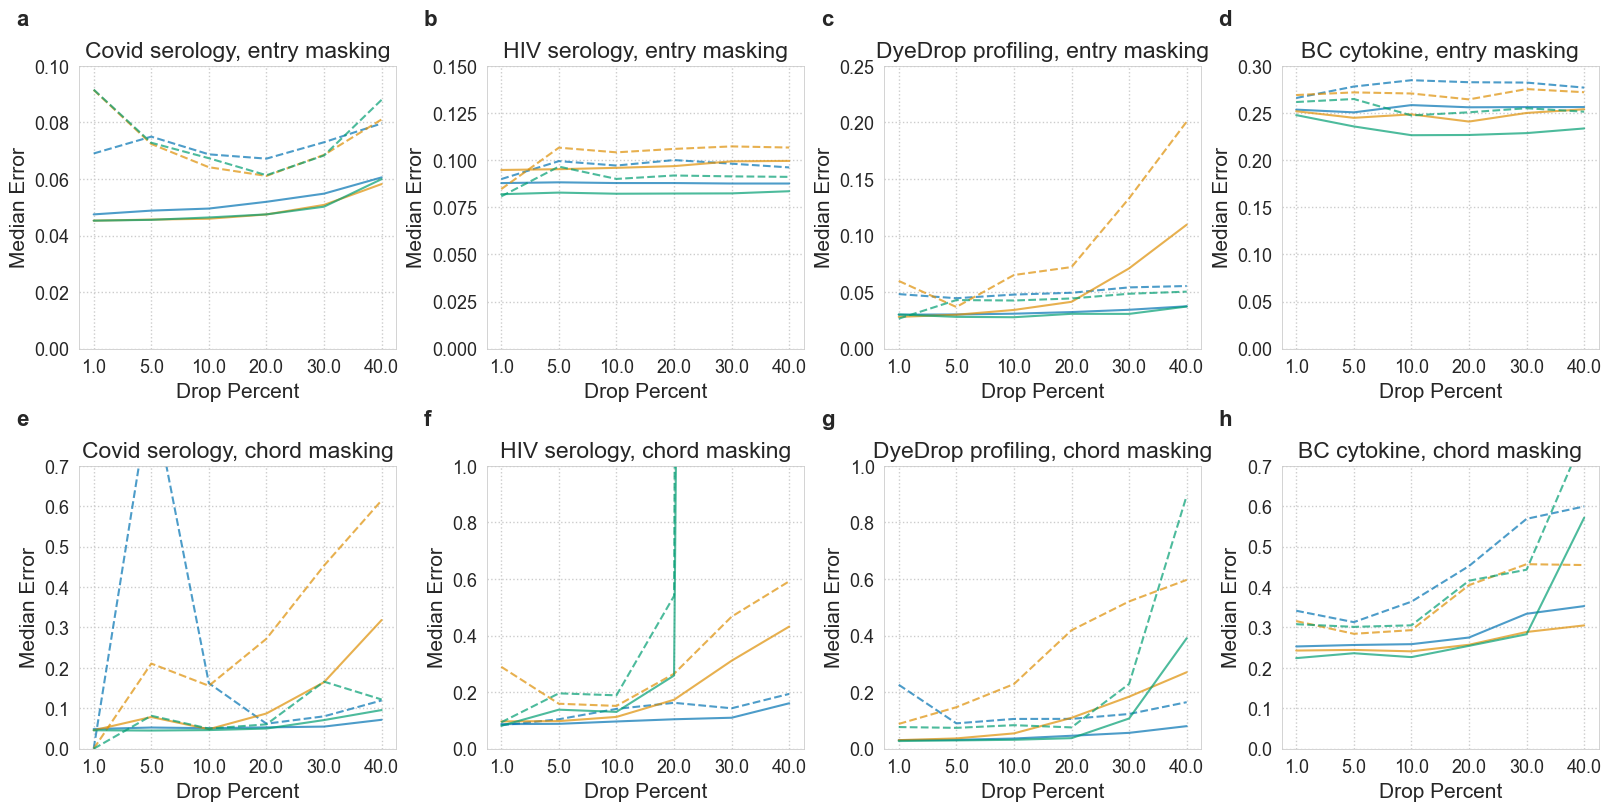 a
Covid serology, entry masking
0.10
0.08
0.06
0.04
0.02
0.00
Median Error
1.0 5.0 10.0 20.0 30.0 40.0
Drop Percent
b
HIV serology, entry masking
0.150
0.125
0.100
0.075
0.050
0.025
0.000
Median Error
1.0 5.0 10.0 20.0 30.0 40.0
Drop Percent
c
DyeDrop profiling, entry masking
0.25
0.20
0.15
0.10
0.05
0.00
Median Error
1.0 5.0 10.0 20.0 30.0 40.0
Drop Percent
d
BC cytokine, entry masking
0.30
0.25
0.20
0.15
0.10
0.05
0.00
Median Error
1.0 5.0 10.0 20.0 30.0 40.0
Drop Percent
e
Covid serology, chord masking
0.7
0.6
0.5
0.4
0.3
0.2
0.1
0.0
Median Error
1.0 5.0 10.0 20.0 30.0 40.0
Drop Percent
f
HIV serology, chord masking
1.0
0.8
0.6
0.4
0.2
0.0
Median Error
1.0 5.0 10.0 20.0 30.0 40.0
Drop Percent
g
DyeDrop profiling, chord masking
1.0
0.8
0.6
0.4
0.2
0.0
Median Error
1.0 5.0 10.0 20.0 30.0 40.0
Drop Percent
h
BC cytokine, chord masking
0.7
0.6
0.5
0.4
0.3
0.2
0.1
0.0
Median Error
1.0 5.0 10.0 20.0 30.0 40.0
Drop Percent